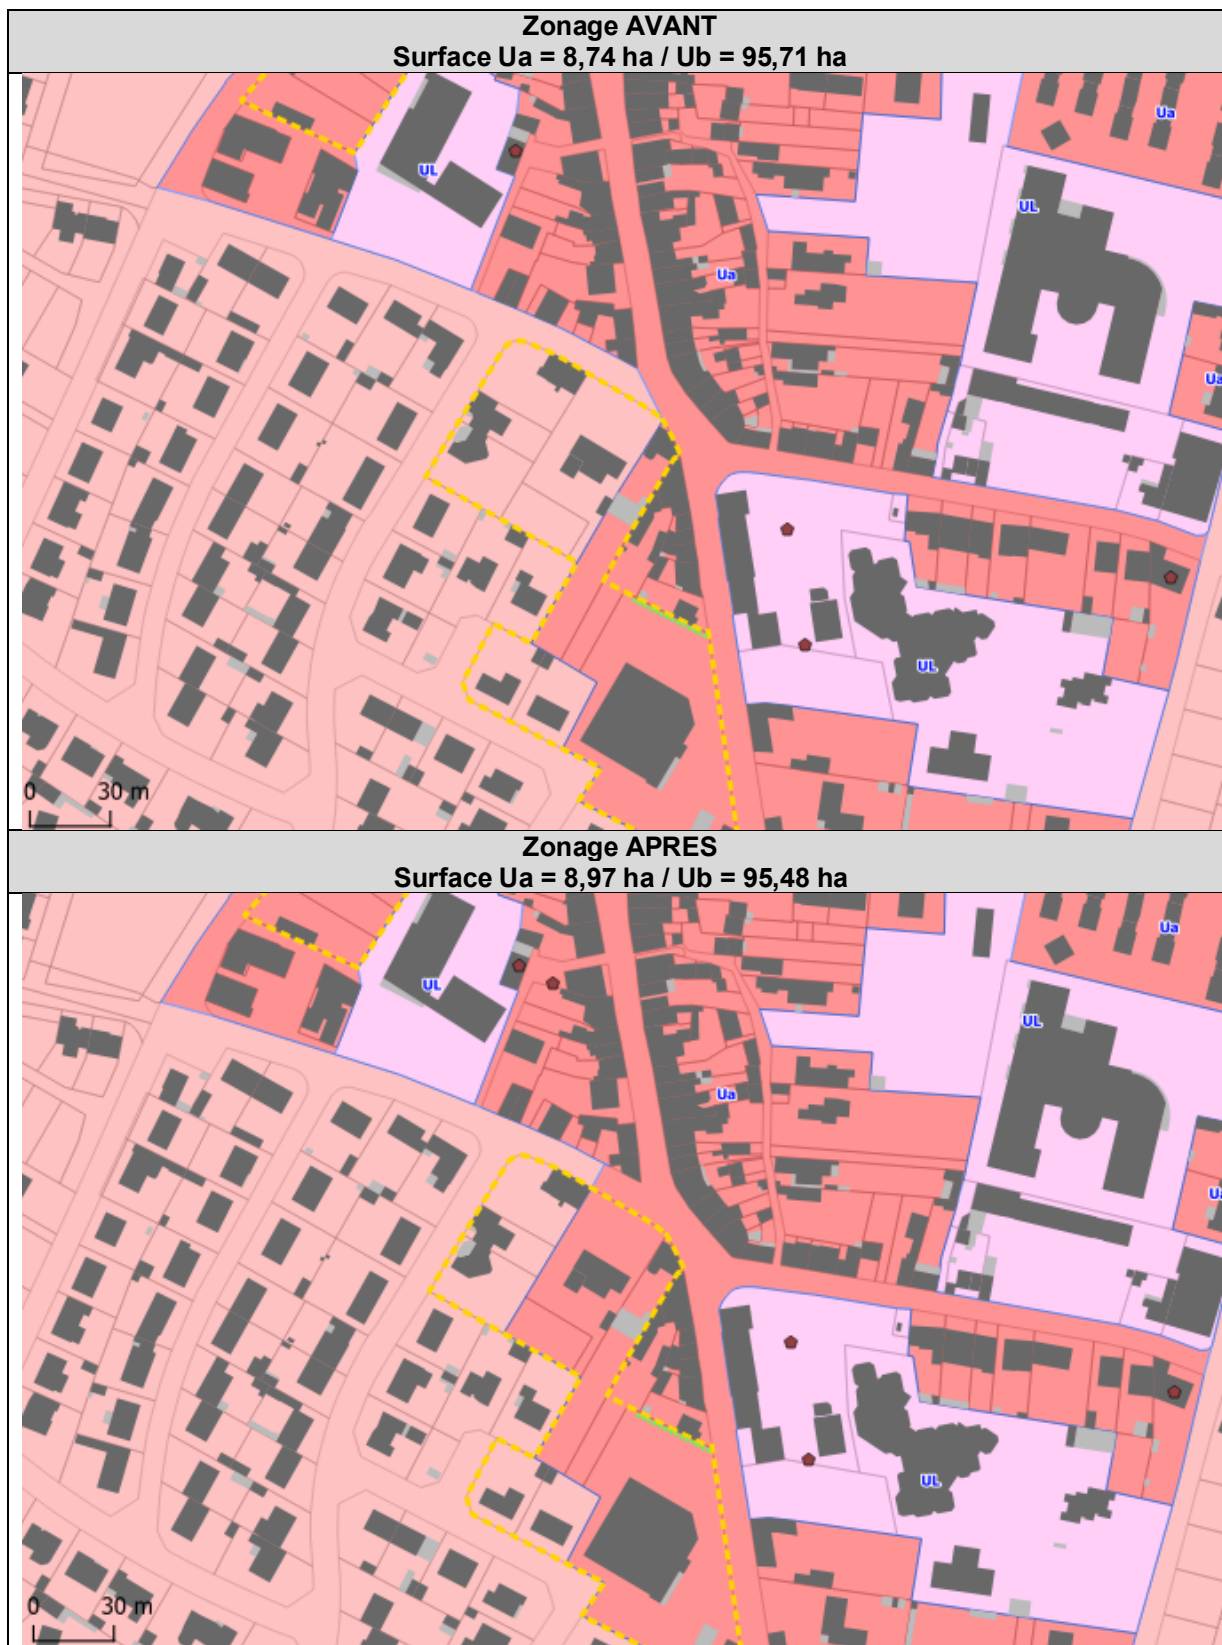 Zonage AVANT
Surface Ua = 8,74 ha / Ub = 95,71 ha
Ua
UL
UL
Ua
Ua
UL
0 30 m
Zonage APRES
Surface Ua = 8,97 ha / Ub = 95,48 ha
Ua
UL
UL
Ua
Ua
UL
0 30 m